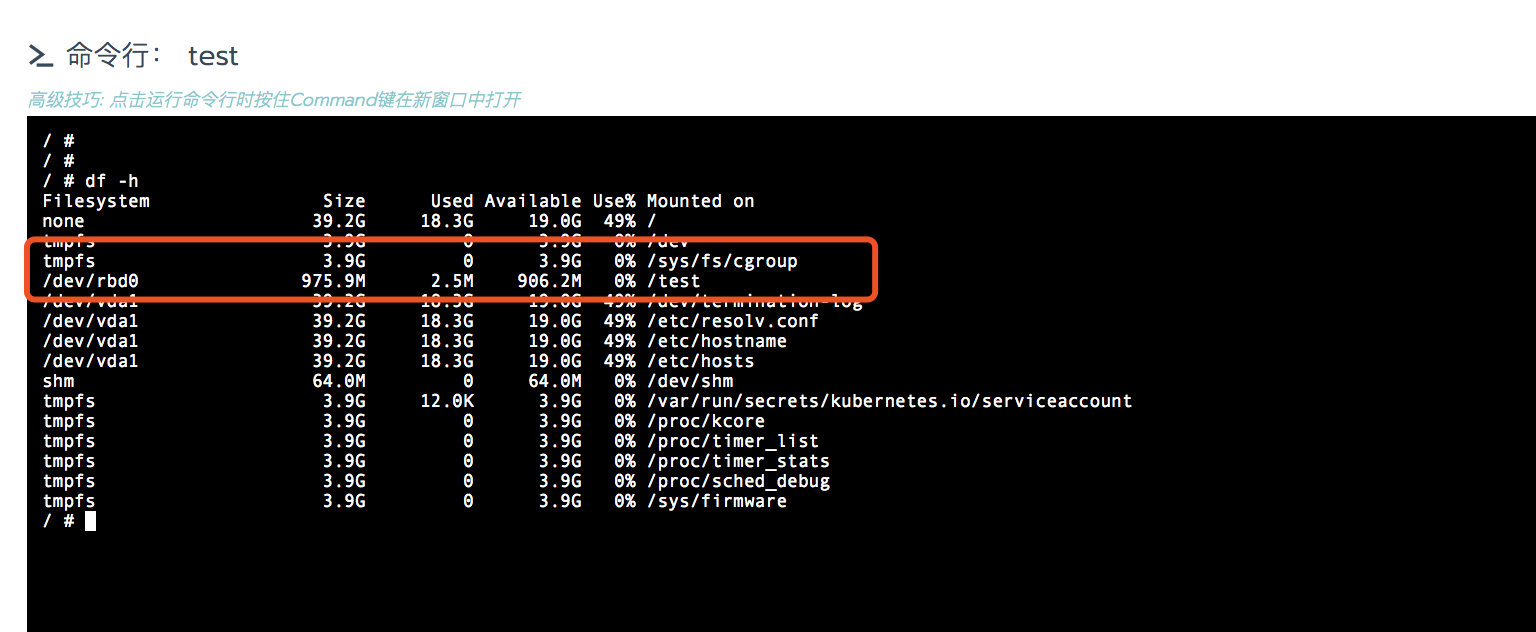 >_ 命令行： test
高级技巧: 点击运行命令行时按住Command键在新窗口中打开
/ #
/ #
/ # df -h
Filesystem                Size      Used Available Use% Mounted on
none                     39.2G     18.3G     19.0G  49% /
tmpfs                     3.9G         0      3.9G   0% /dev
tmpfs                     3.9G         0      3.9G   0% /sys/fs/cgroup
/dev/rbd0               975.9M      2.5M    906.2M   0% /test
/dev/vda1                39.2G     18.3G     19.0G  49% /dev/termination-log
/dev/vda1                39.2G     18.3G     19.0G  49% /etc/resolv.conf
/dev/vda1                39.2G     18.3G     19.0G  49% /etc/hostname
/dev/vda1                39.2G     18.3G     19.0G  49% /etc/hosts
shm                      64.0M         0     64.0M   0% /dev/shm
tmpfs                     3.9G     12.0K      3.9G   0% /var/run/secrets/kubernetes.io/serviceaccount
tmpfs                     3.9G         0      3.9G   0% /proc/kcore
tmpfs                     3.9G         0      3.9G   0% /proc/timer_list
tmpfs                     3.9G         0      3.9G   0% /proc/timer_stats
tmpfs                     3.9G         0      3.9G   0% /proc/sched_debug
tmpfs                     3.9G         0      3.9G   0% /sys/firmware
/ #